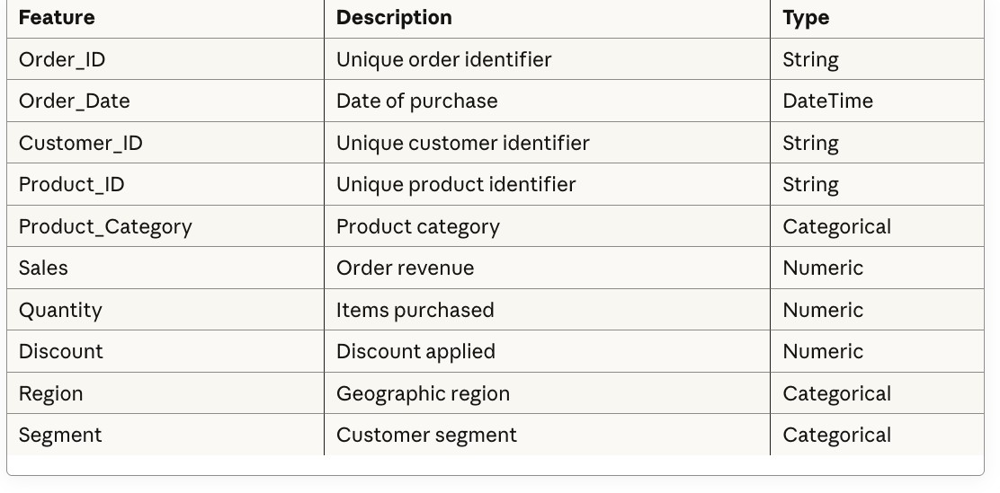 Feature Description Type
Order_ID Unique order identifier String
Order_Date Date of purchase DateTime
Customer_ID Unique customer identifier String
Product_ID Unique product identifier String
Product_Category Product category Categorical
Sales Order revenue Numeric
Quantity Items purchased Numeric
Discount Discount applied Numeric
Region Geographic region Categorical
Segment Customer segment Categorical